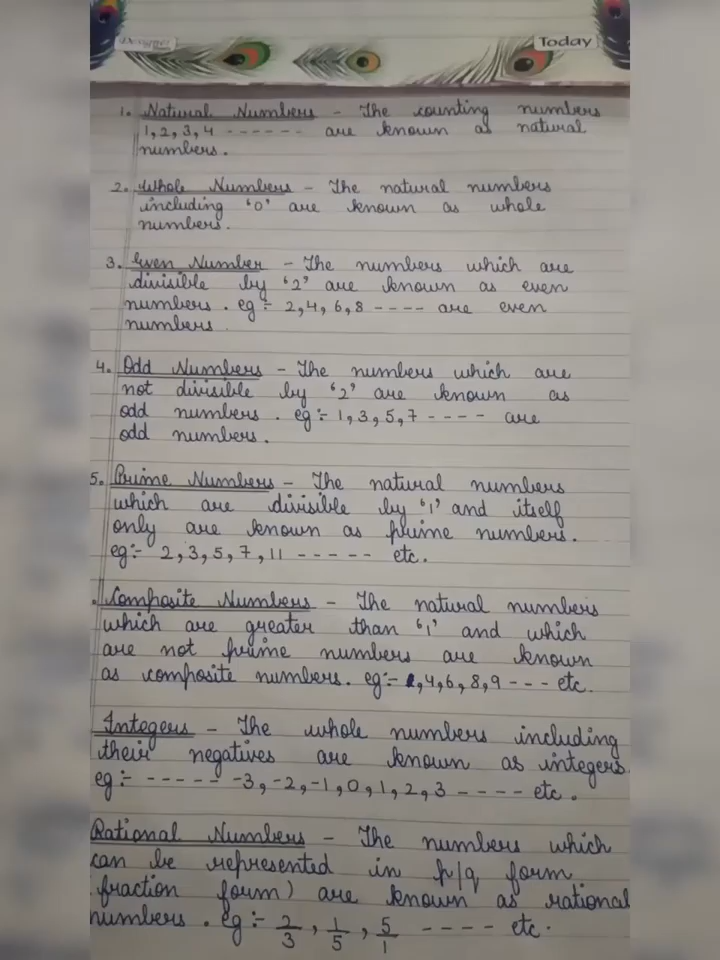 Designer
Today
1. Natural Numbers - The counting numbers
1, 2, 3, 4 ------ are known as natural
numbers.
2. Whole Numbers - The natural numbers
including '0' are known as whole
numbers.
3. Even Number - The numbers which are
divisible by '2' are known as even
numbers. eg :- 2, 4, 6, 8 ---- are even
numbers
4. Odd Numbers - The numbers which are
not divisible by '2' are known as
odd numbers. eg :- 1, 3, 5, 7 ---- are
odd numbers.
5. Prime Numbers - The natural numbers
which are divisible by '1' and itself
only are known as prime numbers.
eg :- 2, 3, 5, 7, 11 ----- etc.
. Composite Numbers - The natural numbers
which are greater than '1' and which
are not prime numbers are known
as composite numbers. eg :- , 4, 6, 8, 9 --- etc.
Integers - The whole numbers including
their negatives are known as integers
eg :- ----- -3, -2, -1, 0, 1, 2, 3 ---- etc.
Rational Numbers - The numbers which
can be represented in p/q form
(fraction form) are known as rational
numbers. eg :- 2/3, 1/5, 5/1 ---- etc.